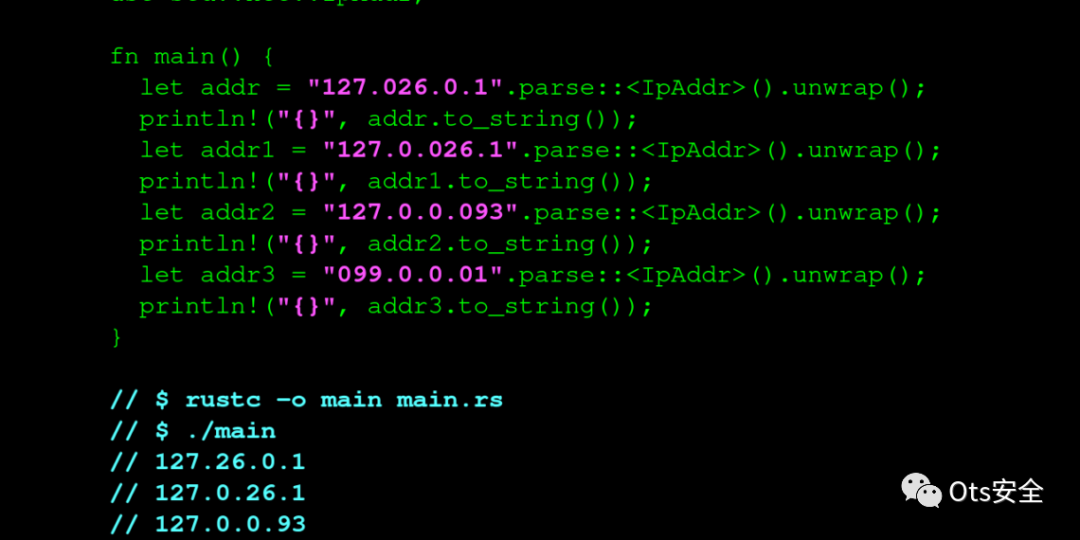 fn main() {
let addr = "127.026.0.1".parse::<IpAddr>().unwrap();
println!("{}", addr.to_string());
let addr1 = "127.0.026.1".parse::<IpAddr>().unwrap();
println!("{}", addr1.to_string());
let addr2 = "127.0.0.093".parse::<IpAddr>().unwrap();
println!("{}", addr2.to_string());
let addr3 = "099.0.0.01".parse::<IpAddr>().unwrap();
println!("{}", addr3.to_string());
}
// $ rustc -o main main.rs
// $ ./main
// 127.26.0.1
// 127.0.26.1
// 127.0.0.93
Ots安全